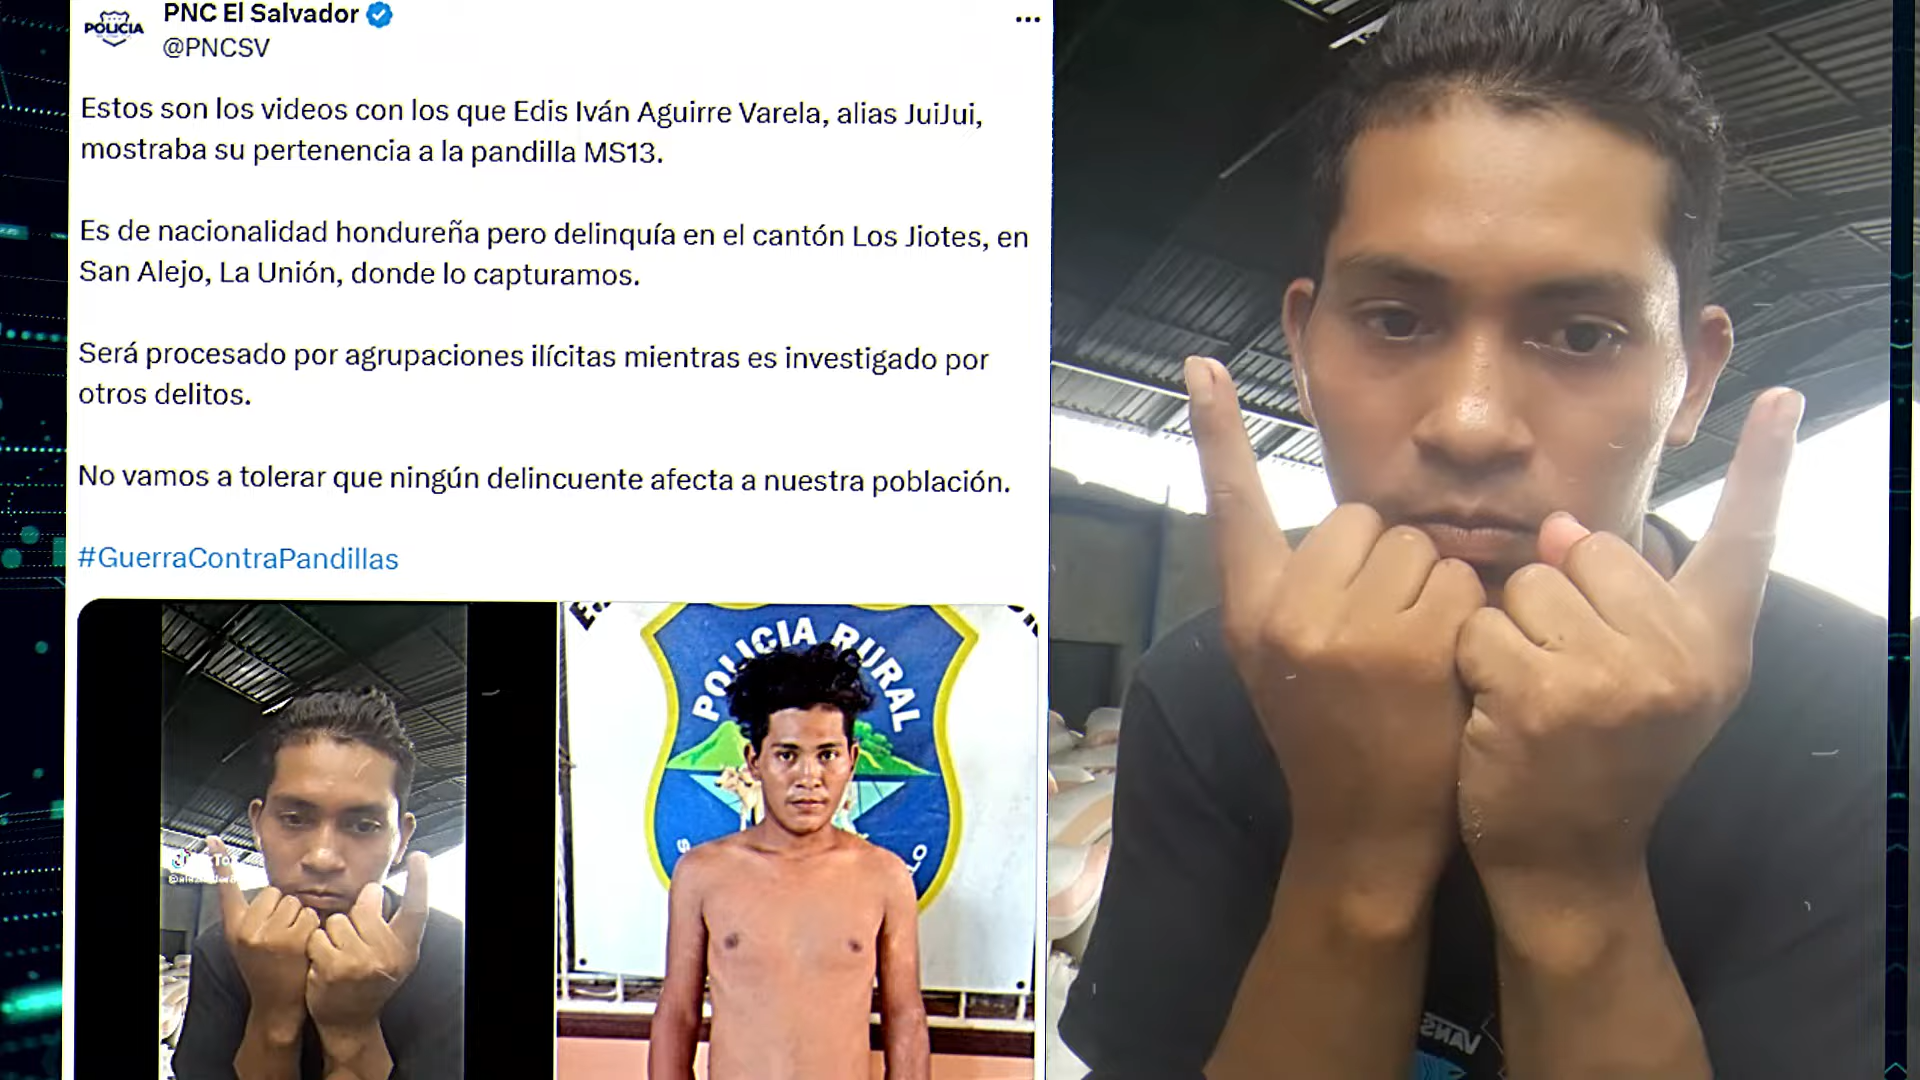 POLICIA
PNC El Salvador
@PNCSV
Estos son los videos con los que Edis Iván Aguirre Varela, alias JuiJui,
mostraba su pertenencia a la pandilla MS13.
Es de nacionalidad hondureña pero delinquía en el cantón Los Jiotes, en
San Alejo, La Unión, donde lo capturamos.
Será procesado por agrupaciones ilícitas mientras es investigado por
otros delitos.
No vamos a tolerar que ningún delincuente afecta a nuestra población.
#GuerraContraPandillas
POLICIA RURAL
VANS